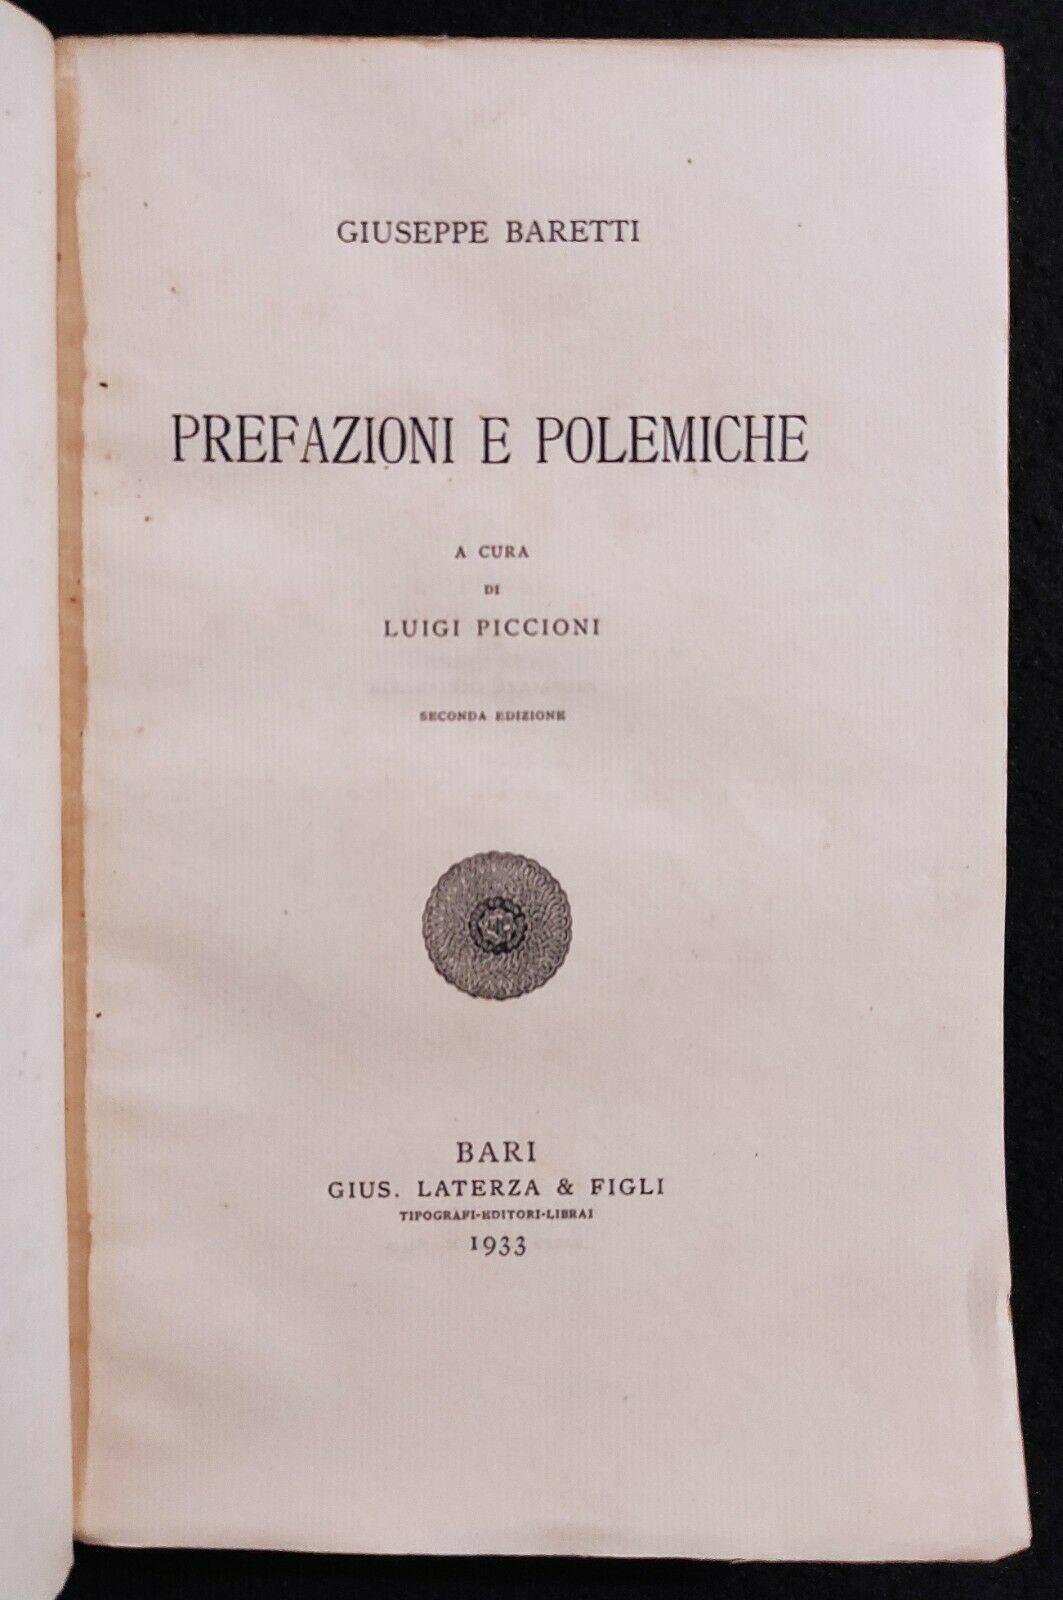 GIUSEPPE BARETTI
PREFAZIONI E POLEMICHE
A CURA
DI
LUIGI PICCIONI
SECONDA EDIZIONE
BARI
GIUS. LATERZA & FIGLI
TIPOGRAFI-EDITORI-LIBRAI
1933